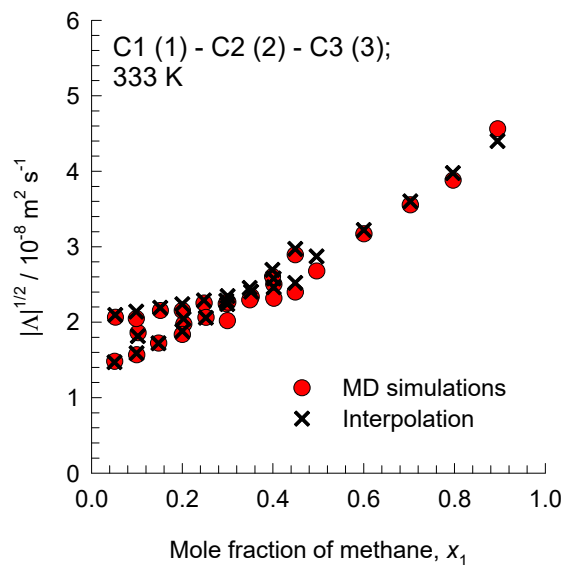 C1 (1) - C2 (2) - C3 (3);
333 K
|Λ|^{1/2} / 10^{-8} m^{2} s^{-1}
6
5
4
3
2
1
0
MD simulations
Interpolation
0.0 0.2 0.4 0.6 0.8 1.0
Mole fraction of methane, x_{1}